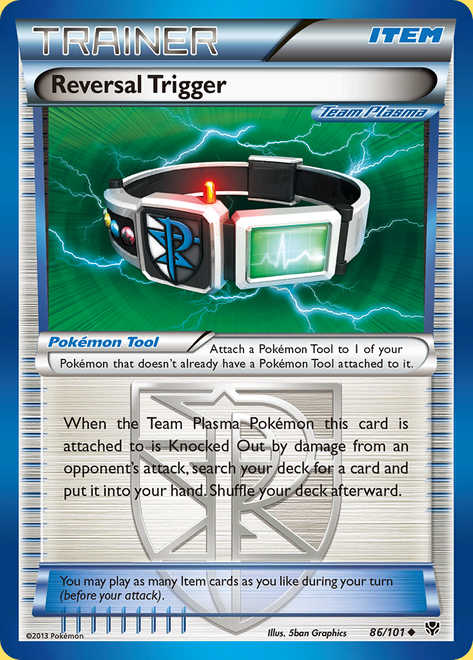 TRAINER
ITEM
Reversal Trigger
Team Plasma
Pokémon Tool
Attach a Pokémon Tool to 1 of your
Pokémon that doesn't already have a Pokémon Tool attached to it.
When the Team Plasma Pokémon this card is
attached to is Knocked Out by damage from an
opponent's attack, search your deck for a card and
put it into your hand. Shuffle your deck afterward.
You may play as many Item cards as you like during your turn
(before your attack).
©2013 Pokémon
Illus. 5ban Graphics
86/101